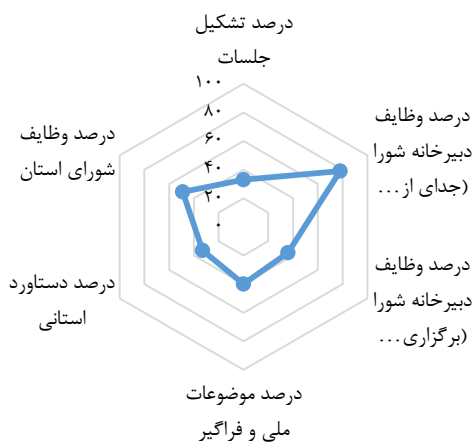 درصد تشکیل
جلسات
۱۰۰
۸۰
۶۰
۴۰
۲۰
۰
درصد وظایف
دبیرخانه شورا
(جدای از...
درصد وظایف
دبیرخانه شورا
(برگزاری...
درصد موضوعات
ملی و فراگیر
درصد دستاورد
استانی
درصد وظایف
شورای استان